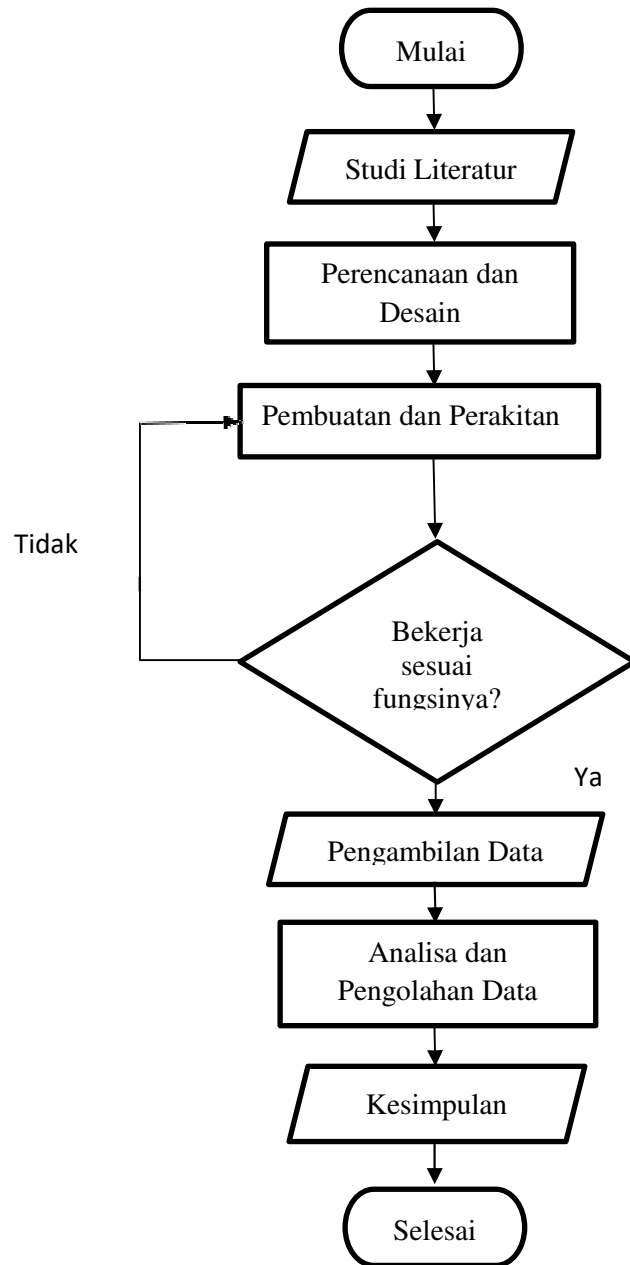 Mulai
Studi Literatur
Perencanaan dan
Desain
Pembuatan dan Perakitan
Tidak
Bekerja
sesuai
fungsinya?
Ya
Pengambilan Data
Analisa dan
Pengolahan Data
Kesimpulan
Selesai